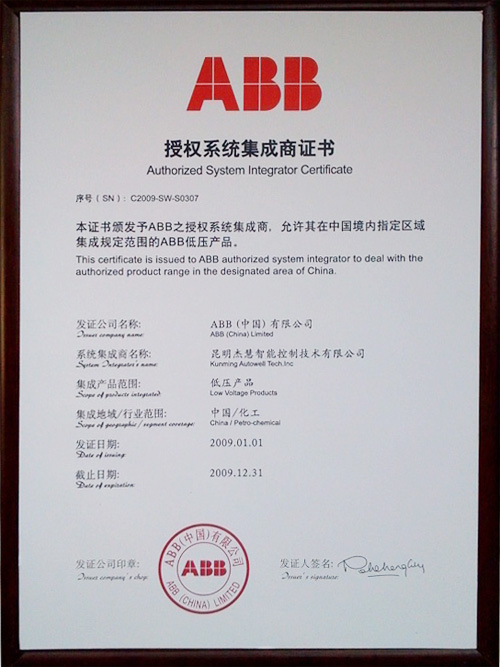 ABB
授权系统集成商证书
Authorized System Integrator Certificate
序号（SN）: C2009-SW-S0307
本证书颁发予ABB之授权系统集成商，允许其在中国境内指定区域
集成规定范围的ABB低压产品。
This certificate is issued to ABB authorized system integrator to deal with the
authorized product range in the designated area of China.
发证公司名称: ABB (中国) 有限公司
Issuer company name: ABB (China) Limited
系统集成商名称: 昆明杰慧智能控制技术有限公司
System Integrator's name: Kunming Autowell Tech.Inc
集成产品范围: 低压产品
Scope of products integrated: Low Voltage Products
集成地域/行业范围: 中国/化工
Scope of geographic / segment coverage: China / Petro-chemical
发证日期: 2009.01.01
Date of issuing:
截止日期: 2009.12.31
Date of expiration:
发证公司印章:
Issuer company's chop:
ABB(中国)有限公司
ABB
ABB (CHINA) LIMITED
发证人签名:
Issuer's signature: